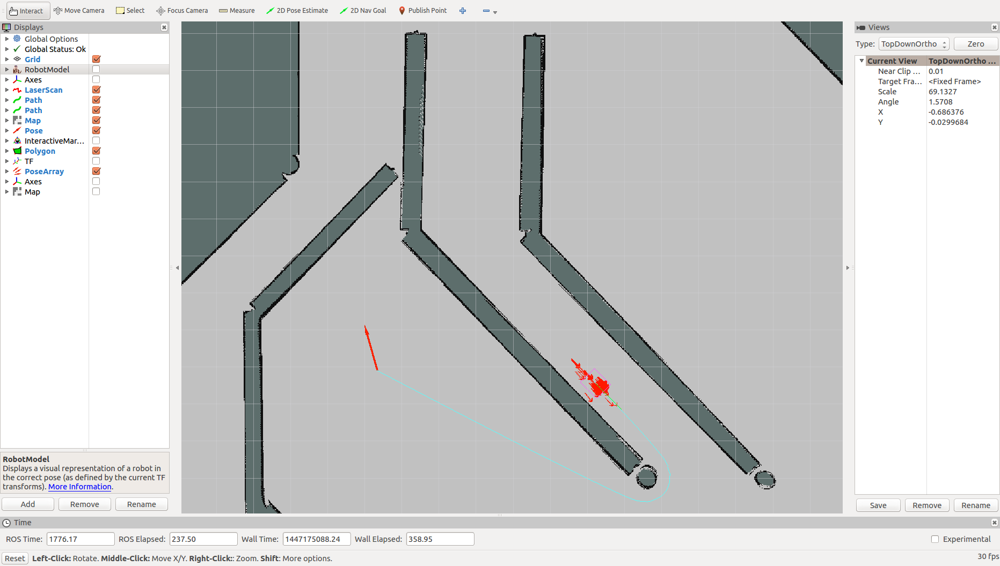 Interact Move Camera Select Focus Camera Measure 2D Pose Estimate 2D Nav Goal Publish Point
Displays
Global Options
Global Status: Ok
Grid
RobotModel
Axes
LaserScan
Path
Path
Map
Pose
InteractiveMar...
Polygon
TF
PoseArray
Axes
Map
RobotModel
Displays a visual representation of a robot in
the correct pose (as defined by the current TF
transforms). More Information.
Add Remove Rename
Views
Type: TopDownOrtho Zero
Current View TopDownOrtho ...
Near Clip ... 0.01
Target Fra... <Fixed Frame>
Scale 69.1327
Angle 1.5708
X -0.686376
Y -0.0299684
Save Remove Rename
Time
ROS Time: 1776.17 ROS Elapsed: 237.50 Wall Time: 1447175088.24 Wall Elapsed: 358.95 Experimental
Reset Left-Click: Rotate. Middle-Click: Move X/Y. Right-Click:: Zoom. Shift: More options. 30 fps